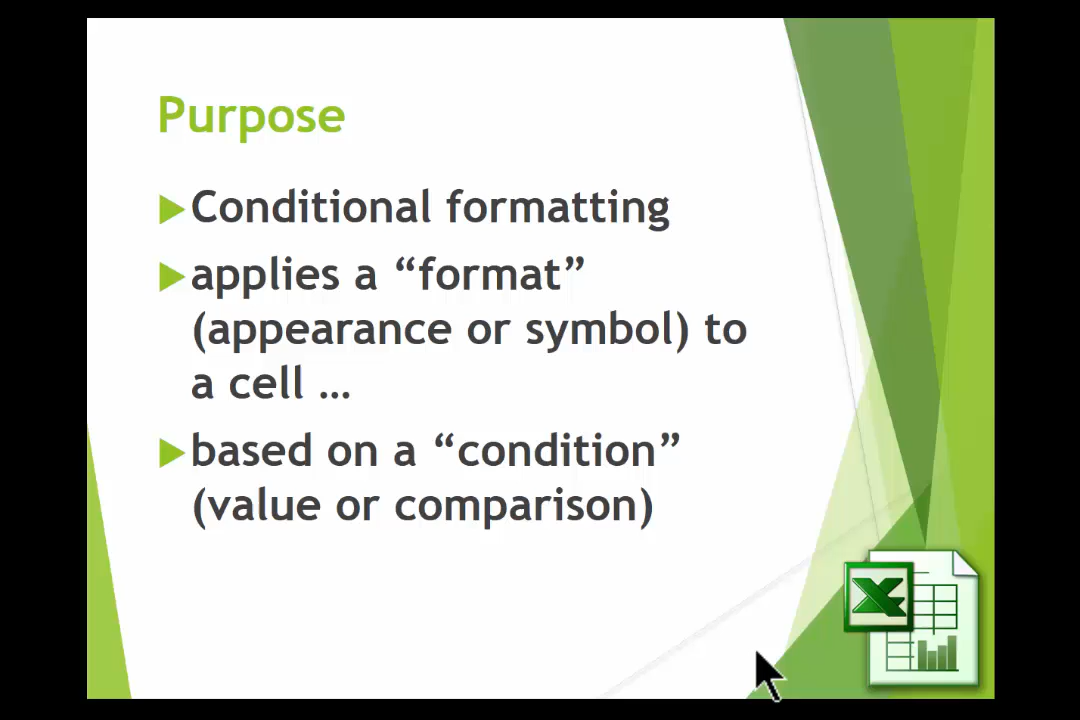 Purpose
Conditional formatting
applies a “format”
(appearance or symbol) to
a cell …
based on a “condition”
(value or comparison)